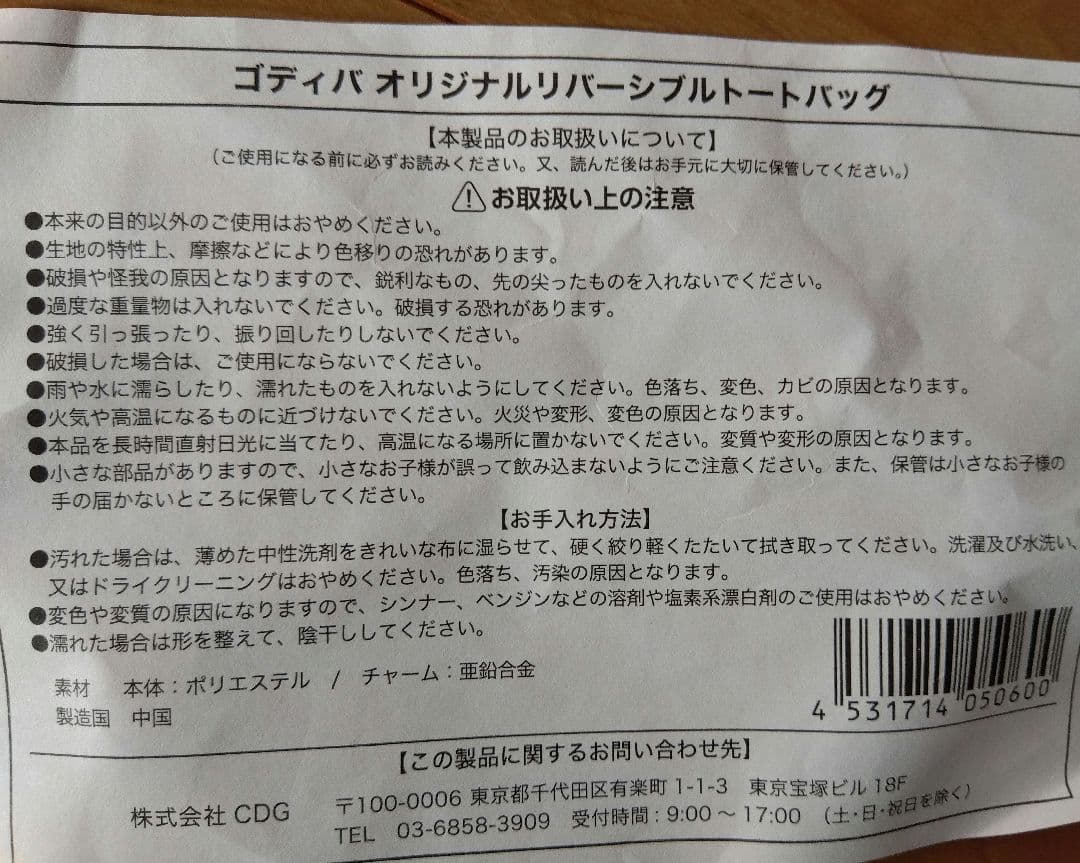 ゴディバ オリジナルリバーシブルトートバッグ
【本製品のお取扱いについて】
（ご使用になる前に必ずお読みください。又、読んだ後はお手元に大切に保管してください。）
⚠お取扱い上の注意
●本来の目的以外のご使用はおやめください。
●生地の特性上、摩擦などにより色移りの恐れがあります。
●破損や怪我の原因となりますので、鋭利なもの、先の尖ったものを入れないでください。
●過度な重量物は入れないでください。破損する恐れがあります。
●強く引っ張ったり、振り回したりしないでください。
●破損した場合は、ご使用にならないでください。
●雨や水に濡らしたり、濡れたものを入れないようにしてください。色落ち、変色、カビの原因となります。
●火気や高温になるものに近づけないでください。火災や変形、変色の原因となります。
●本品を長時間直射日光に当てたり、高温になる場所に置かないでください。変質や変形の原因となります。
●小さな部品がありますので、小さなお子様が誤って飲み込まないようにご注意ください。また、保管は小さなお子様の
手の届かないところに保管してください。
【お手入れ方法】
●汚れた場合は、薄めた中性洗剤をきれいな布に湿らせて、硬く絞り軽くたたいて拭き取ってください。洗濯及び水洗い、
又はドライクリーニングはおやめください。色落ち、汚染の原因となります。
●変色や変質の原因になりますので、シンナー、ベンジンなどの溶剤や塩素系漂白剤のご使用はおやめください。
●濡れた場合は形を整えて、陰干ししてください。
素材 本体：ポリエステル / チャーム：亜鉛合金
製造国 中国
4 531714 050600
【この製品に関するお問い合わせ先】
株式会社 CDG
〒100-0006 東京都千代田区有楽町 1-1-3 東京宝塚ビル 18F
TEL 03-6858-3909 受付時間：9:00～17:00 （土・日・祝日を除く）